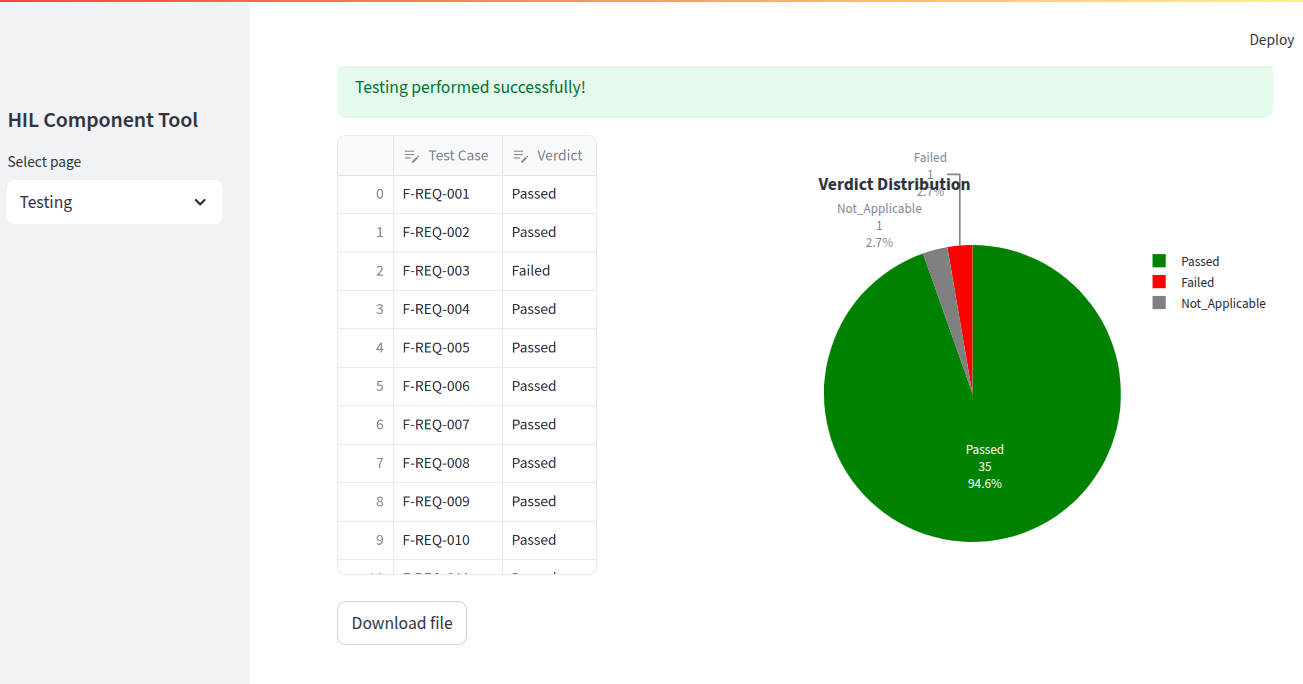 Deploy
HIL Component Tool
Select page
Testing
Testing performed successfully!
Test Case Verdict
0 F-REQ-001 Passed
1 F-REQ-002 Passed
2 F-REQ-003 Failed
3 F-REQ-004 Passed
4 F-REQ-005 Passed
5 F-REQ-006 Passed
6 F-REQ-007 Passed
7 F-REQ-008 Passed
8 F-REQ-009 Passed
9 F-REQ-010 Passed
Download file
Verdict Distribution
Failed
1
2.7%
Not_Applicable
1
2.7%
Passed
35
94.6%
Passed
Failed
Not_Applicable